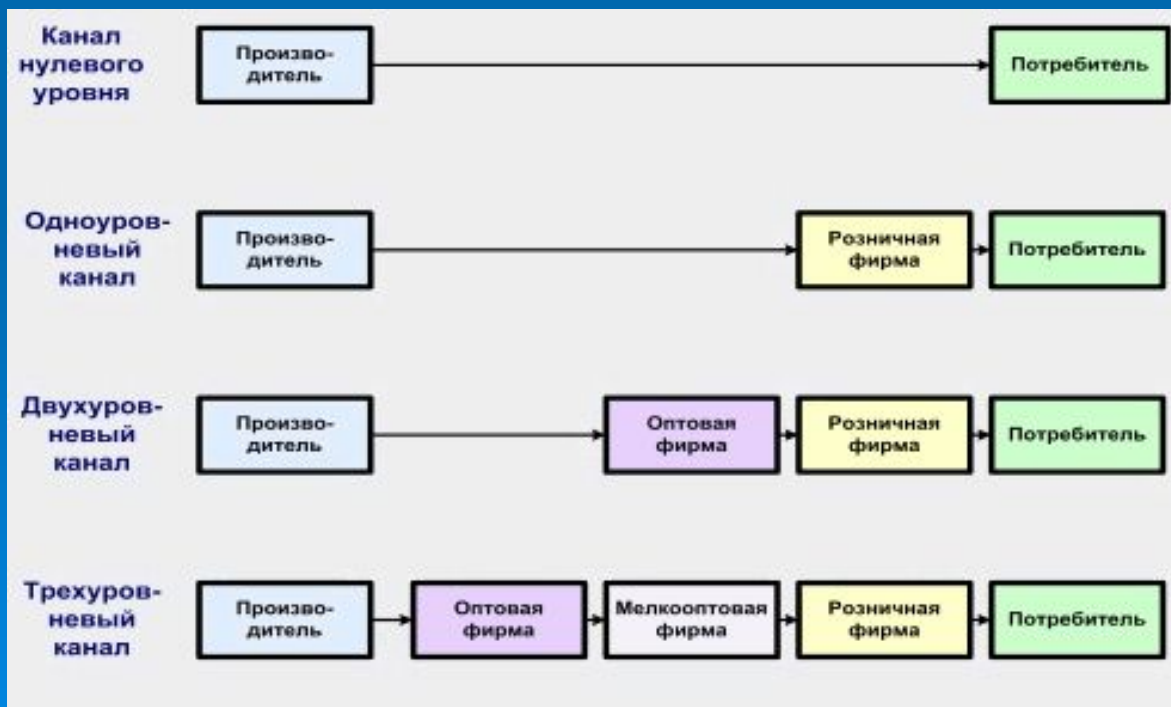 Канал
нулевого
уровня
Произво-
дитель
Потребитель
Одноуров-
невый
канал
Произво-
дитель
Розничная
фирма
Потребитель
Двухуров-
невый
канал
Произво-
дитель
Оптовая
фирма
Розничная
фирма
Потребитель
Трехуров-
невый
канал
Произво-
дитель
Оптовая
фирма
Мелкооптовая
фирма
Розничная
фирма
Потребитель